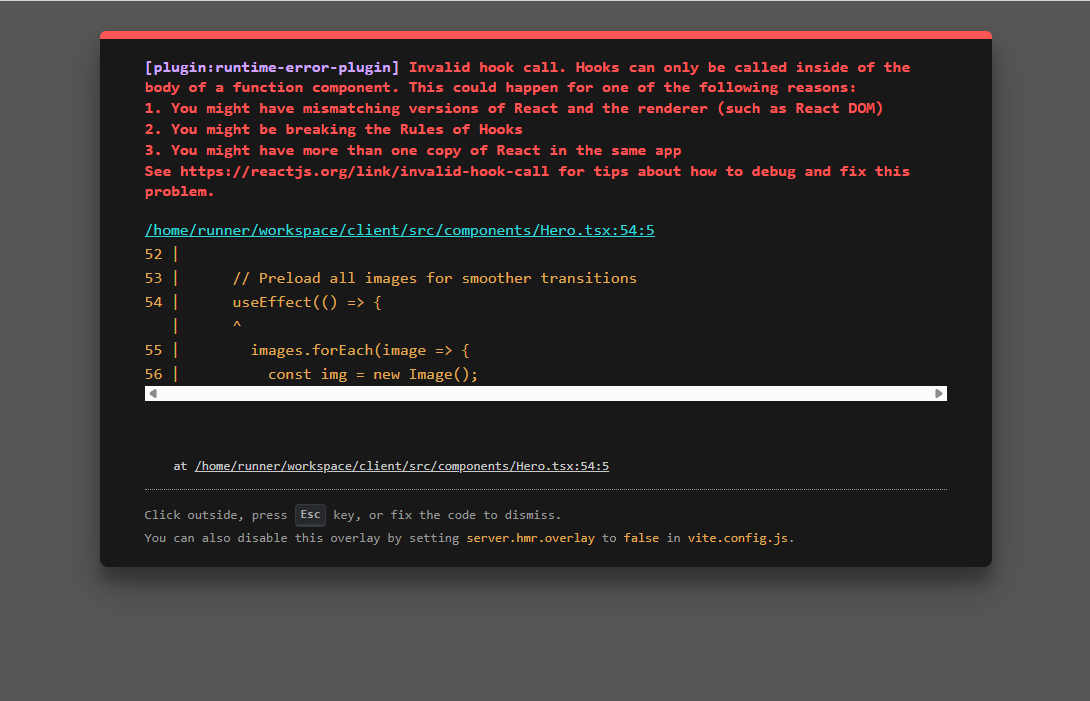 [plugin:runtime-error-plugin] Invalid hook call. Hooks can only be called inside of the
body of a function component. This could happen for one of the following reasons:
1. You might have mismatching versions of React and the renderer (such as React DOM)
2. You might be breaking the Rules of Hooks
3. You might have more than one copy of React in the same app
See https://reactjs.org/link/invalid-hook-call for tips about how to debug and fix this
problem.
/home/runner/workspace/client/src/components/Hero.tsx:54:5
52 |
53 |      // Preload all images for smoother transitions
54 |      useEffect(() => {
   |      ^
55 |        images.forEach(image => {
56 |          const img = new Image();
at /home/runner/workspace/client/src/components/Hero.tsx:54:5
Click outside, press Esc key, or fix the code to dismiss.
You can also disable this overlay by setting server.hmr.overlay to false in vite.config.js.